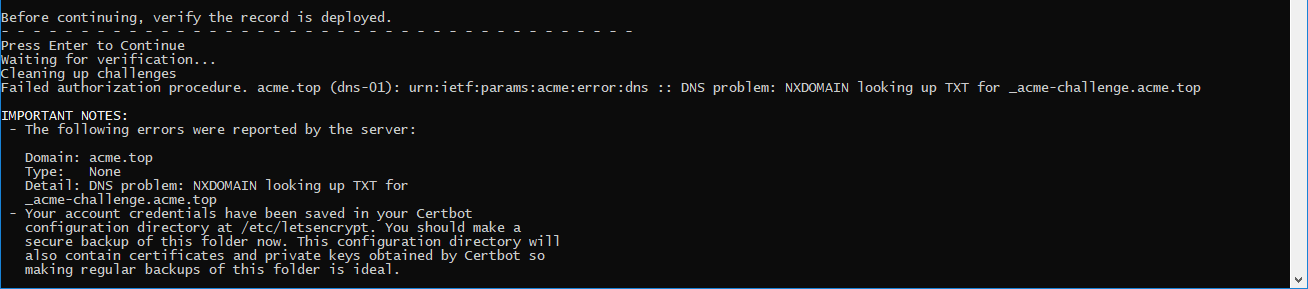 Before continuing, verify the record is deployed.
- - - - - - - - - - - - - - - - - - - - - - - - - - - - - - - - - - - - - - - -
Press Enter to Continue
Waiting for verification...
Cleaning up challenges
Failed authorization procedure. acme.top (dns-01): urn:ietf:params:acme:error:dns :: DNS problem: NXDOMAIN looking up TXT for _acme-challenge.acme.top
IMPORTANT NOTES:
- The following errors were reported by the server:
Domain: acme.top
Type: None
Detail: DNS problem: NXDOMAIN looking up TXT for
_acme-challenge.acme.top
- Your account credentials have been saved in your Certbot
configuration directory at /etc/letsencrypt. You should make a
secure backup of this folder now. This configuration directory will
also contain certificates and private keys obtained by Certbot so
making regular backups of this folder is ideal.